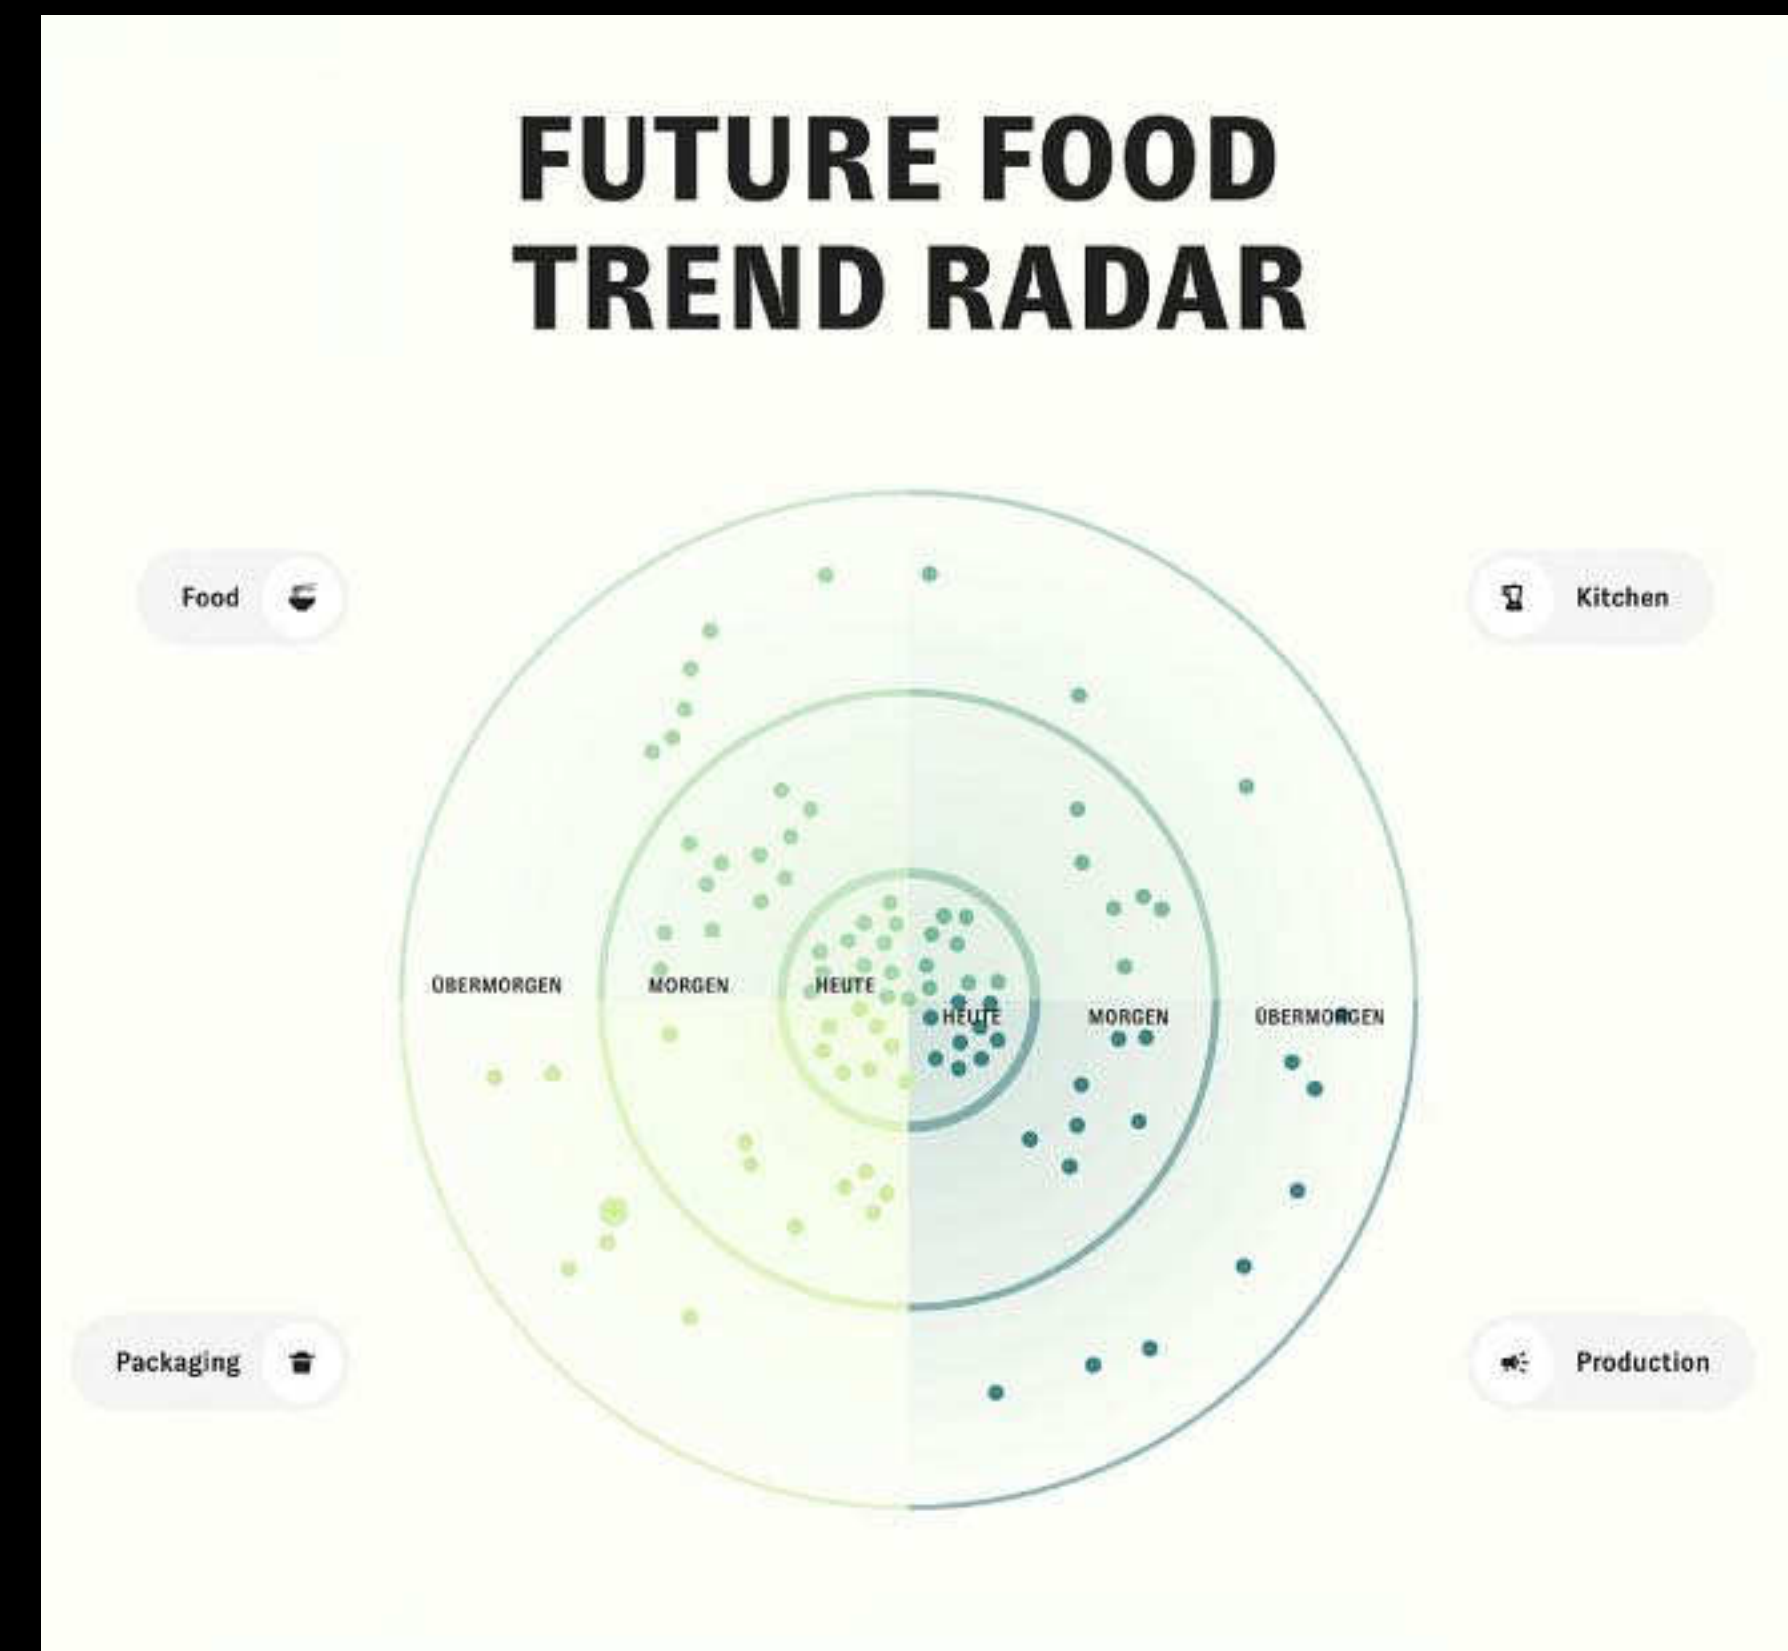 FUTURE FOOD
TREND RADAR
Food
Kitchen
ÜBERMORGEN
MORGEN
HEUTE
HEUTE
MORGEN
ÜBERMORGEN
Packaging
Production